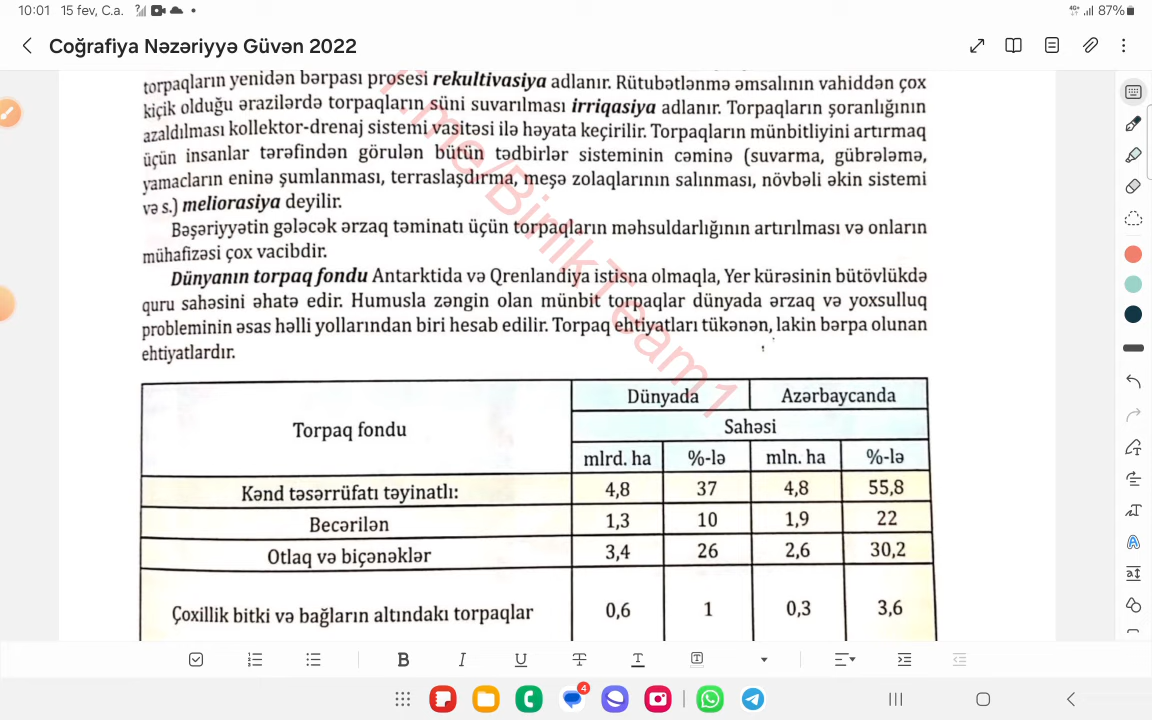 10:01 15 fev, C.a.
4G+ 87%
Coğrafiya Nəzəriyyə Güvən 2022
torpaqların yenidən bərpası prosesi rekultivasiya adlanır. Rütubətlənmə əmsalının vahiddən çox
kiçik olduğu ərazilərdə torpaqların süni suvarılması irriqasiya adlanır. Torpaqların şoranlığının
azaldılması kollektor-drenaj sistemi vasitəsi ilə həyata keçirilir. Torpaqların münbitliyini artırmaq
üçün insanlar tərəfindən görulən bütün tədbirlər sisteminin cəminə (suvarma, gübrələmə,
yamacların eninə şumlanması, terraslaşdırma, meşə zolaqlarının salınması, növbəli əkin sistemi
və s.) meliorasiya deyilir.
Bəşəriyyətin gələcək ərzaq təminatı üçün torpaqların məhsuldarlığının artırılması və onların
mühafizəsi çox vacibdir.
Dünyanın torpaq fondu Antarktida və Qrenlandiya istisna olmaqla, Yer kürəsinin bütövlükdə
quru sahəsini əhatə edir. Humusla zəngin olan münbit torpaqlar dünyada ərzaq və yoxsulluq
probleminin əsas həlli yollarından biri hesab edilir. Torpaq ehtiyatları tükənən, lakin bərpa olunan
ehtiyatlardır.
t.me/BirlikTeam1
Torpaq fondu Dünyada Azərbaycanda
Sahəsi
mlrd. ha %-lə mln. ha %-lə
Kənd təsərrüfatı təyinatlı: 4,8 37 4,8 55,8
Becərilən 1,3 10 1,9 22
Otlaq və biçənəklər 3,4 26 2,6 30,2
Çoxillik bitki və bağların altındakı torpaqlar 0,6 1 0,3 3,6
B I U T T T
4